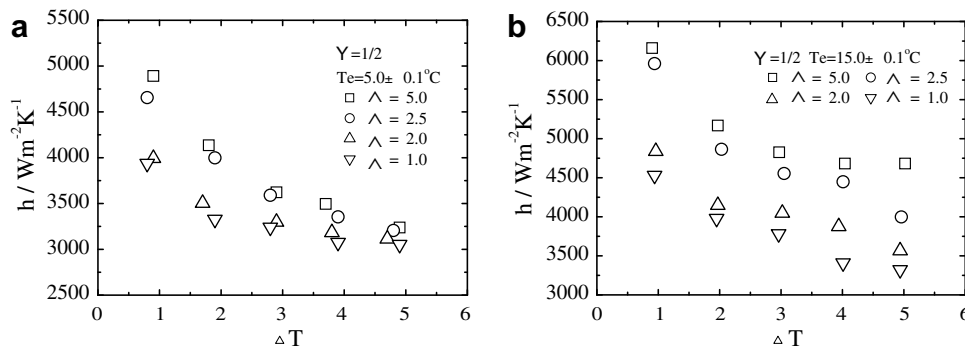 a
h / Wm⁻²K⁻¹
5500
5000
4500
4000
3500
3000
2500
Υ =1/2
Te=5.0± 0.1°C
□ Λ = 5.0
○ Λ = 2.5
△ Λ = 2.0
▽ Λ = 1.0
0 1 2 3 4 5 6
△ T
b
h / Wm⁻²K⁻¹
6500
6000
5500
5000
4500
4000
3500
3000
Υ=1/2 Te=15.0± 0.1°C
□ Λ = 5.0 ○ Λ = 2.5
△ Λ = 2.0 ▽ Λ = 1.0
0 1 2 3 4 5 6
△ T